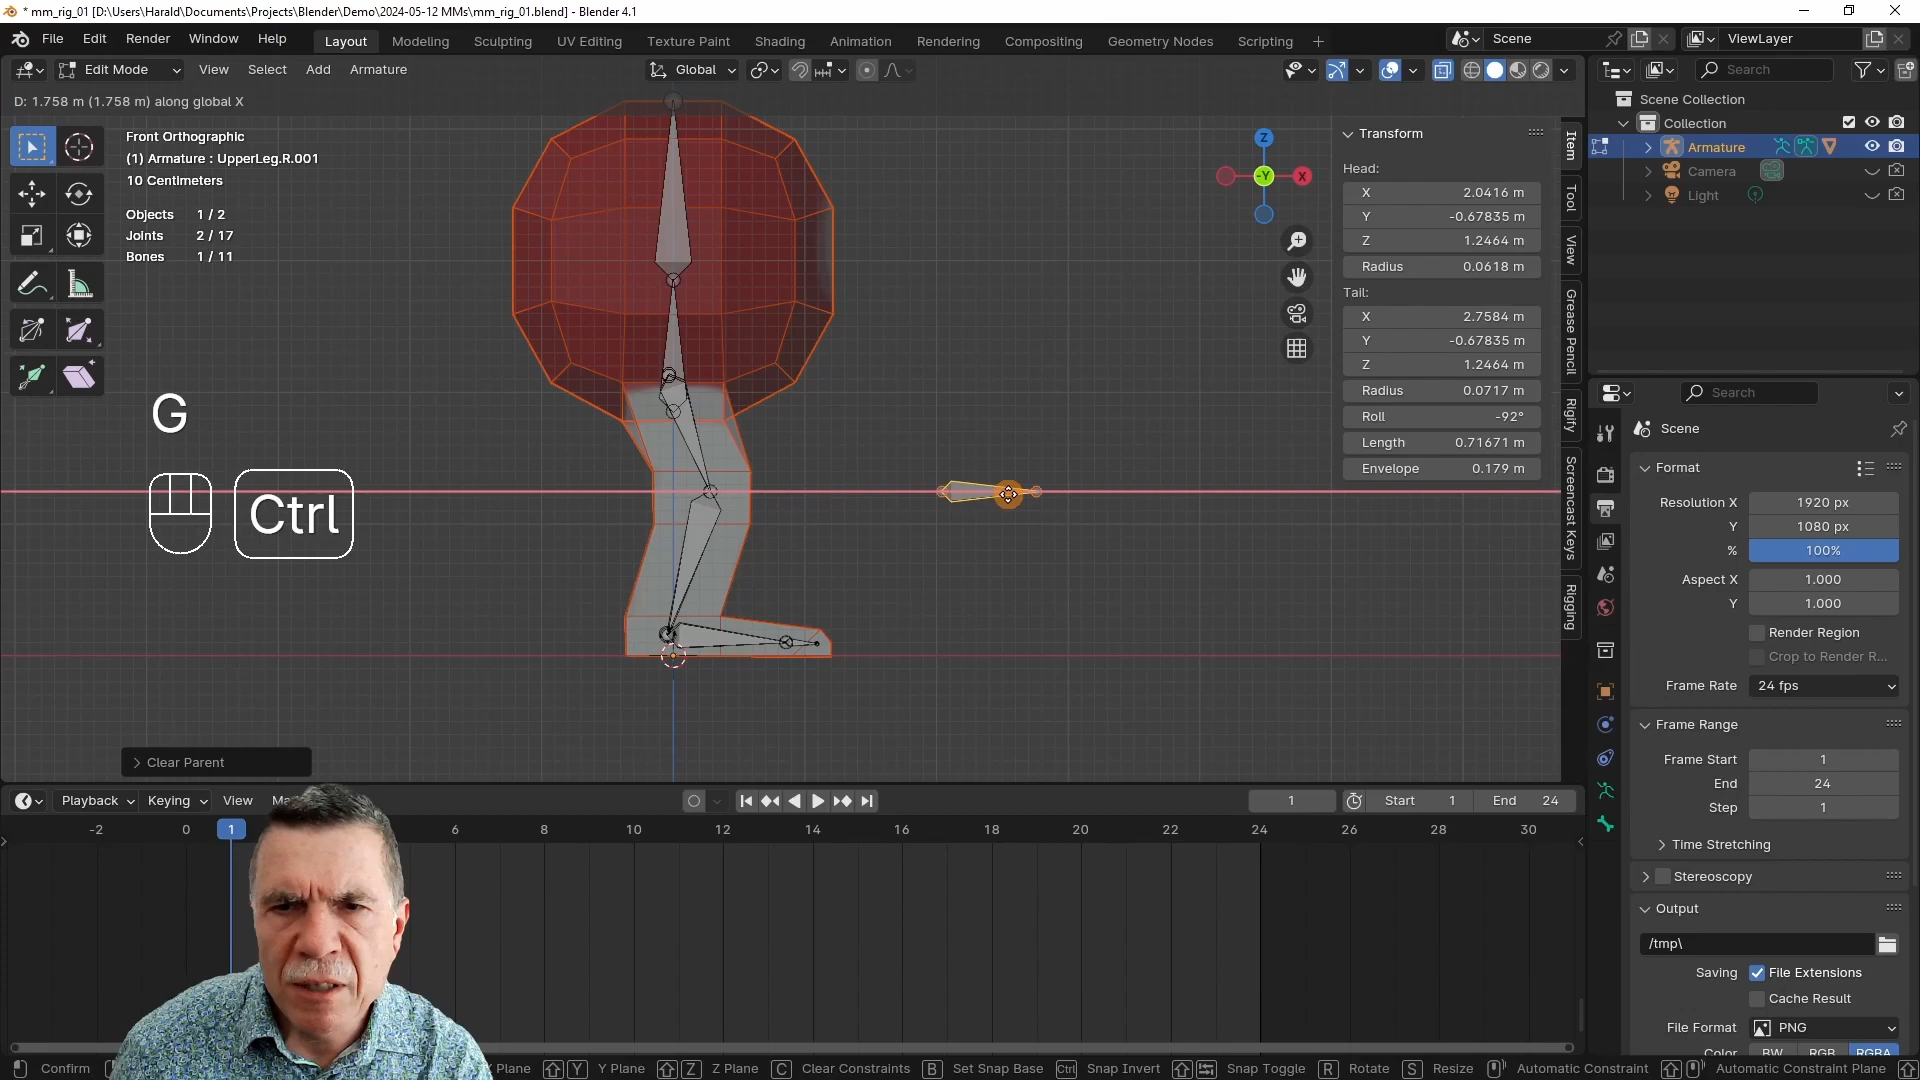 * mm_rig_01 [D:\Users\Harald\Documents\Projects\Blender\Demo\2024-05-12 MMs\mm_rig_01.blend] - Blender 4.1
File Edit Render Window Help Layout Modeling Sculpting UV Editing Texture Paint Shading Animation Rendering Compositing Geometry Nodes Scripting + Scene ViewLayer
Edit Mode View Select Add Armature Global Search
D: 1.758 m (1.758 m) along global X
Scene Collection
Collection
Armature
Camera
Light
Front Orthographic
(1) Armature : UpperLeg.R.001
10 Centimeters
Objects 1 / 2
Joints 2 / 17
Bones 1 / 11
Z
-Y X
Transform
Head:
X 2.0416 m
Y -0.67835 m
Z 1.2464 m
Radius 0.0618 m
Tail:
X 2.7584 m
Y -0.67835 m
Z 1.2464 m
Radius 0.0717 m
Roll -92°
Length 0.71671 m
Envelope 0.179 m
Item
Tool
View
Grease Pencil
Rigify
Screencast Keys
Rigging
G
Ctrl
Clear Parent
Search
Scene
Format
Resolution X 1920 px
Y 1080 px
% 100%
Aspect X 1.000
Y 1.000
Render Region
Crop to Render R...
Frame Rate 24 fps
Frame Range
Frame Start 1
End 24
Step 1
Time Stretching
Stereoscopy
Output
/tmp\
Saving File Extensions
Cache Result
File Format PNG
Color BW RGB RGBA
Playback Keying View Ma 1 Start 1 End 24
-2 0 1 6 8 10 12 14 16 18 20 22 24 26 28 30
Confirm Plane Y Y Plane Z Z Plane C Clear Constraints B Set Snap Base Ctrl Snap Invert Snap Toggle R Rotate S Resize Automatic Constraint Automatic Constraint Plane